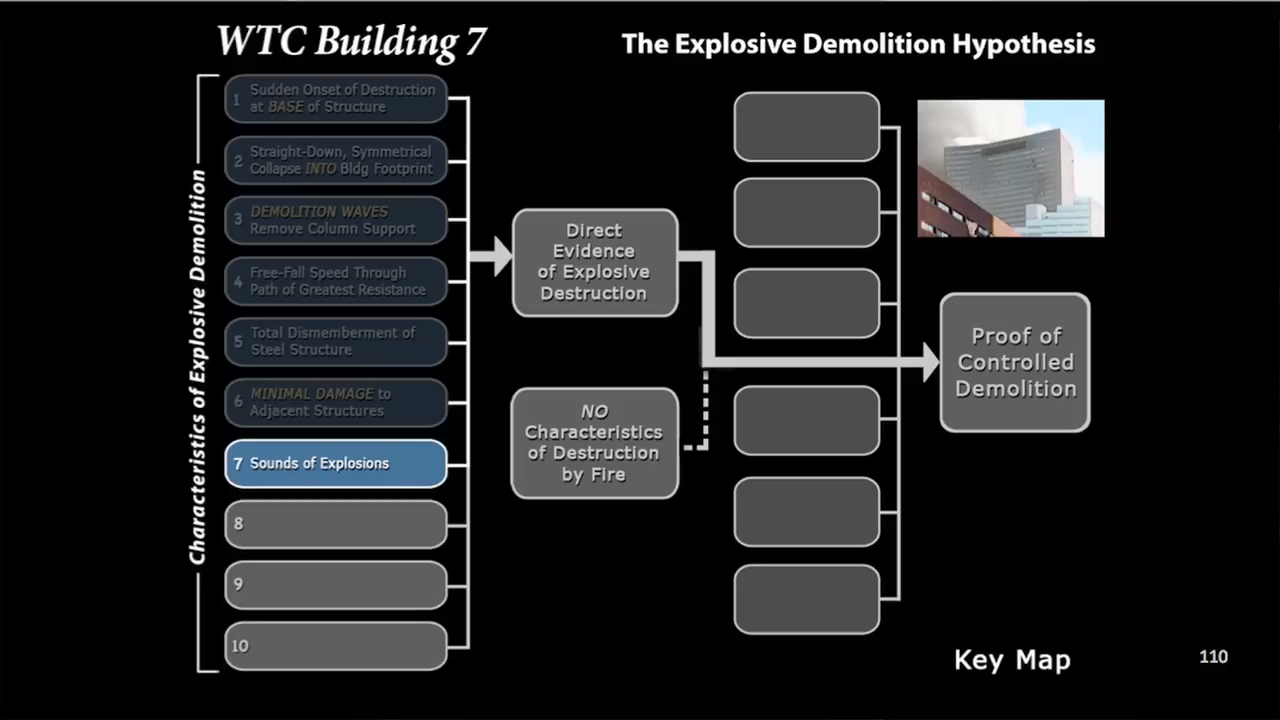 WTC Building 7
The Explosive Demolition Hypothesis
Characteristics of Explosive Demolition
1 Sudden Onset of Destruction
at BASE of Structure
2 Straight-Down, Symmetrical
Collapse INTO Bldg Footprint
3 DEMOLITION WAVES
Remove Column Support
4 Free-Fall Speed Through
Path of Greatest Resistance
5 Total Dismemberment of
Steel Structure
6 MINIMAL DAMAGE to
Adjacent Structures
7 Sounds of Explosions
8
9
10
Direct
Evidence
of Explosive
Destruction
NO
Characteristics
of Destruction
by Fire
Proof of
Controlled
Demolition
Key Map
110